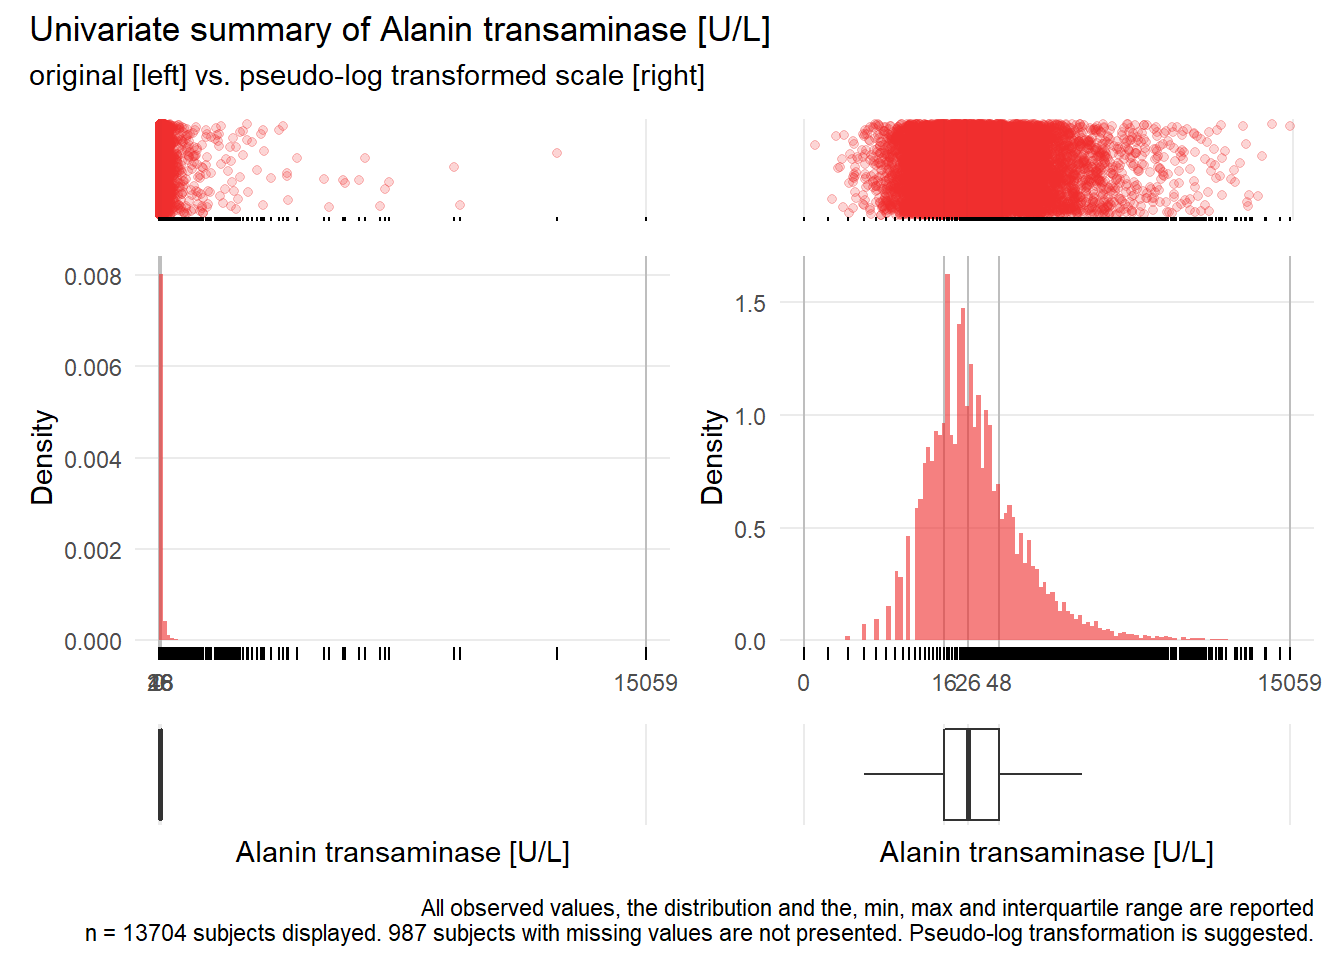 Univariate summary of Alanin transaminase [U/L]
original [left] vs. pseudo-log transformed scale [right]
0.008
0.006
0.004
0.002
0.000
Density
15059
Alanin transaminase [U/L]
1.5
1.0
0.5
0.0
Density
0 16 26 48 15059
Alanin transaminase [U/L]
All observed values, the distribution and the, min, max and interquartile range are reported
n = 13704 subjects displayed. 987 subjects with missing values are not presented. Pseudo-log transformation is suggested.